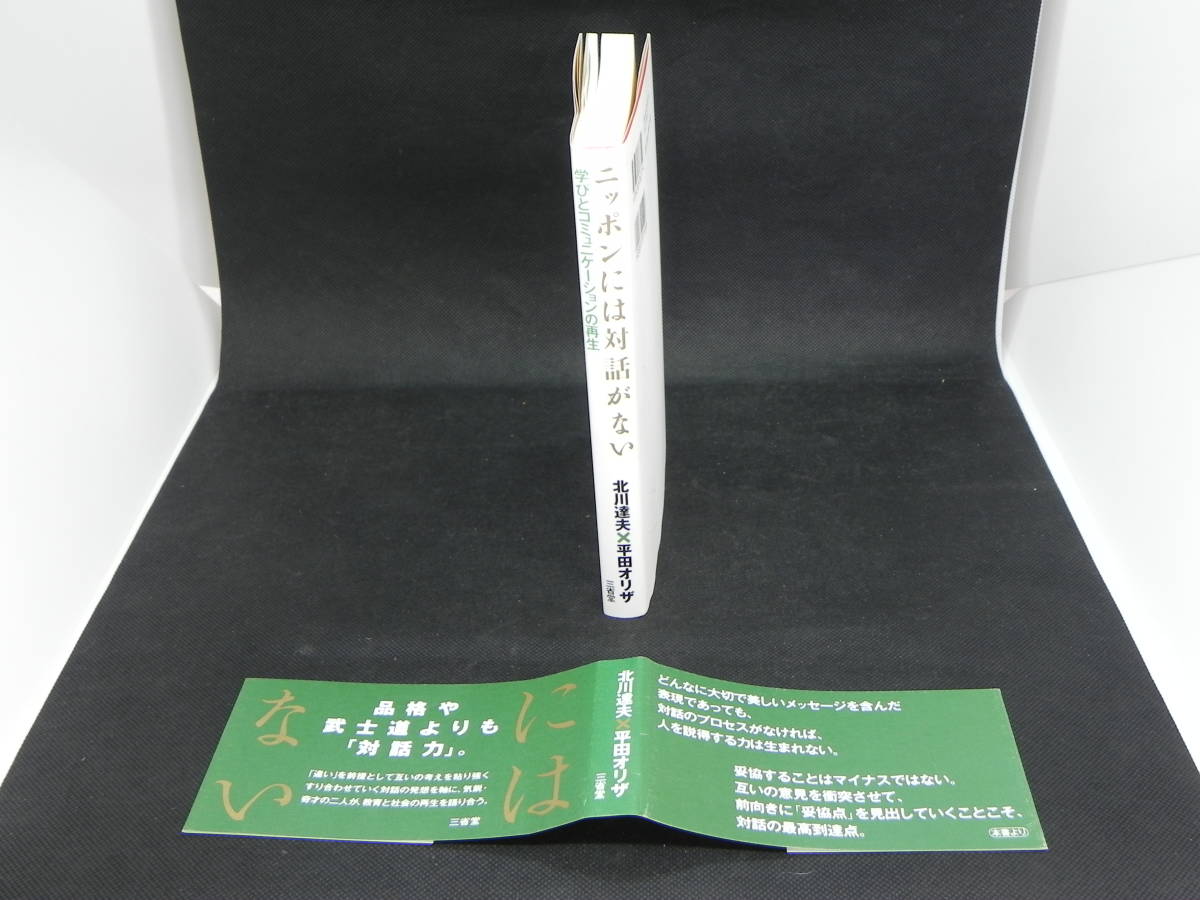 ニッポンには対話がない
学びとコミュニケーションの再生
北川達夫×平田オリザ
三省堂
には
ない
品格や
武士道よりも
「対話力」。
「違い」を前提として互いの考えを粘り強く
すり合わせていく対話の発想を軸に、気鋭・
奇才の二人が、教育と社会の再生を語り合う。
三省堂
北川達夫×平田オリザ
三省堂
どんなに大切で美しいメッセージを含んだ
表現であっても、
対話のプロセスがなければ、
人を説得する力は生まれない。
妥協することはマイナスではない。
互いの意見を衝突させて、
前向きに「妥協点」を見出していくことこそ、
対話の最高到達点。
本書より